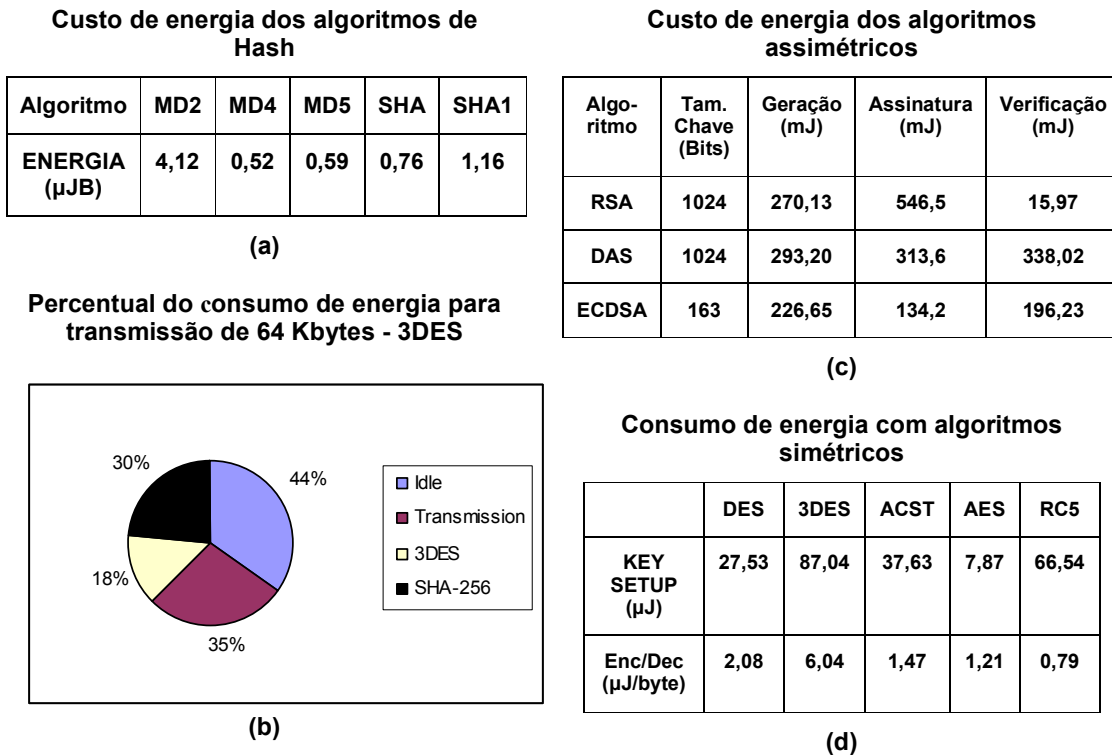 Custo de energia dos algoritmos de
Hash
Algoritmo MD2 MD4 MD5 SHA SHA1
ENERGIA
(µJB) 4,12 0,52 0,59 0,76 1,16
(a)
Percentual do consumo de energia para
transmissão de 64 Kbytes - 3DES
30%
44%
18%
35%
Idle
Transmission
3DES
SHA-256
(b)
Custo de energia dos algoritmos
assimétricos
Algo-
ritmo
Tam.
Chave
(Bits)
Geração
(mJ)
Assinatura
(mJ)
Verificação
(mJ)
RSA 1024 270,13 546,5 15,97
DAS 1024 293,20 313,6 338,02
ECDSA 163 226,65 134,2 196,23
(c)
Consumo de energia com algoritmos
simétricos
DES 3DES ACST AES RC5
KEY
SETUP
(µJ)
27,53 87,04 37,63 7,87 66,54
Enc/Dec
(µJ/byte)
2,08 6,04 1,47 1,21 0,79
(d)